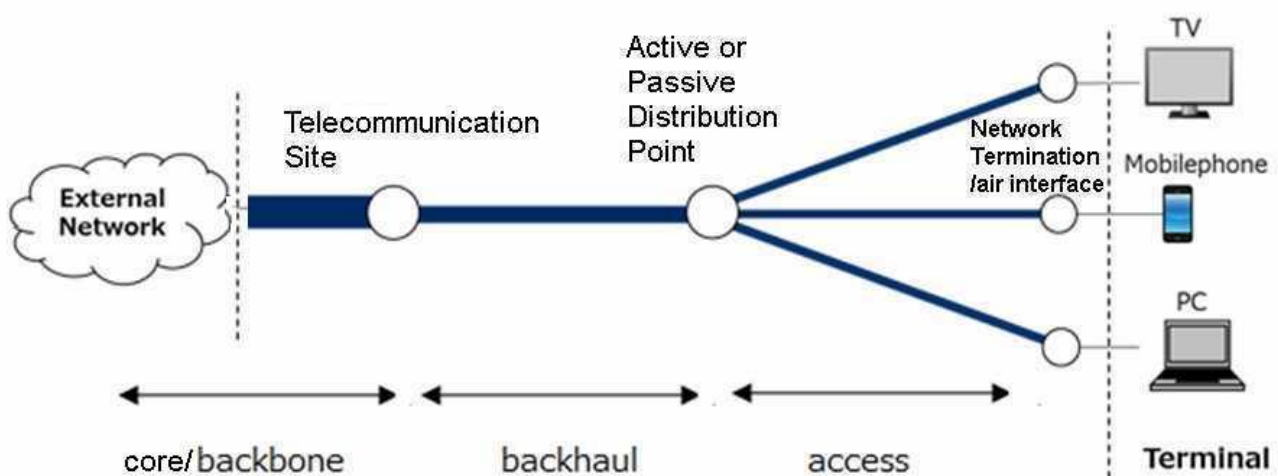 TV
Active or
Passive
Distribution
Point
Telecommunication
Site
Network
Termination
/air interface
Mobilephone
External
Network
PC
core/backbone
backhaul
access
Terminal